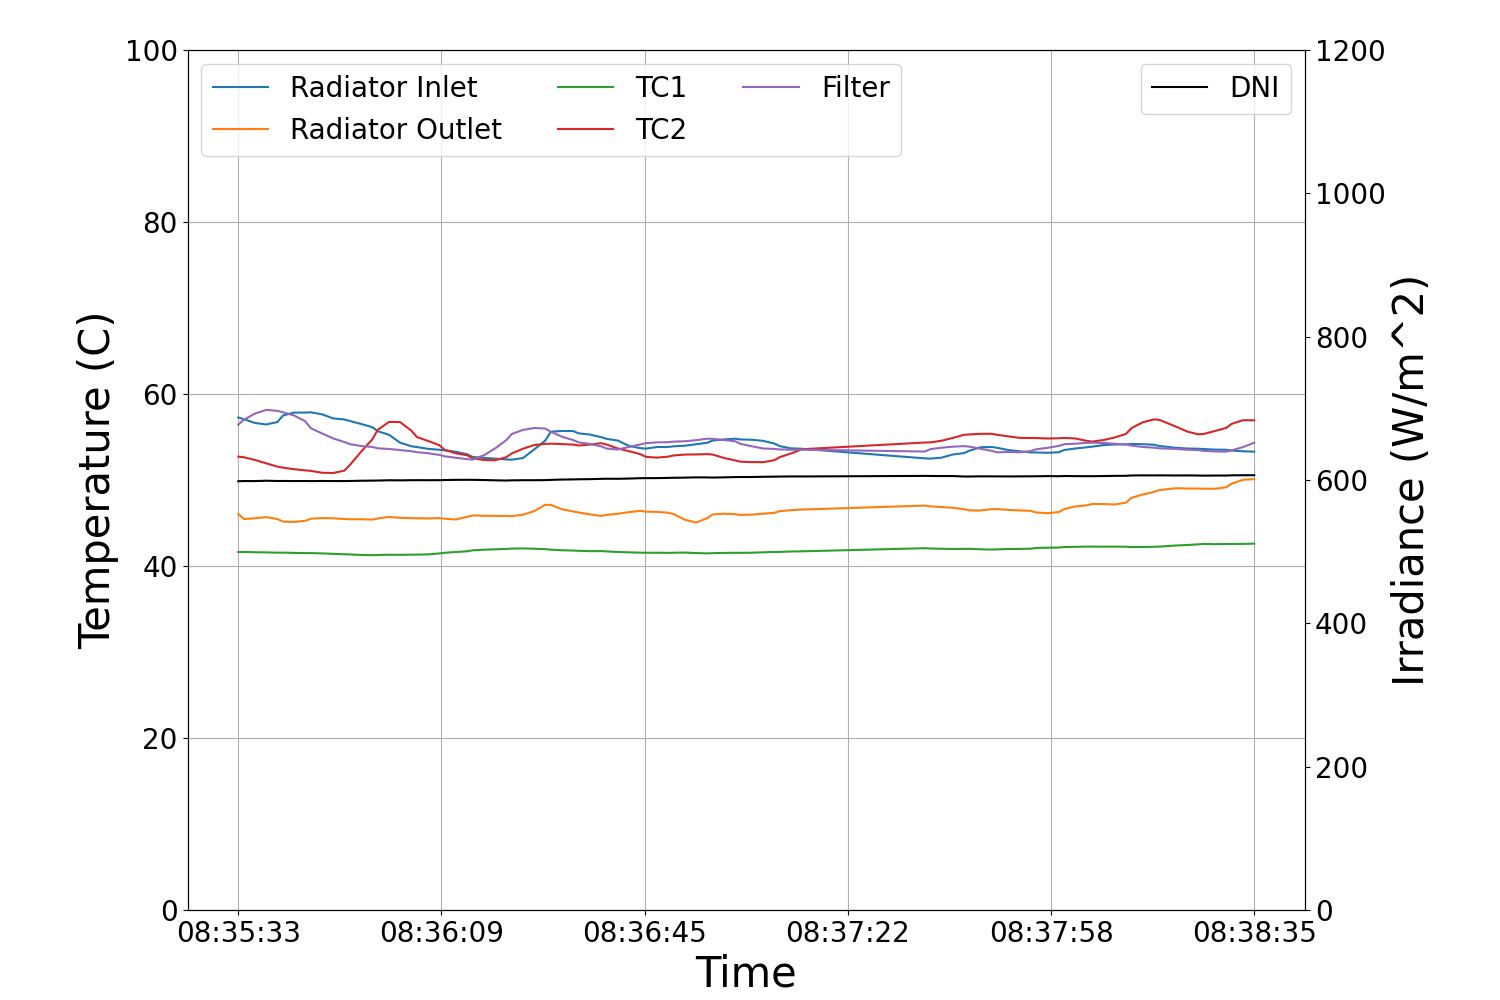 Radiator Inlet
Radiator Outlet
TC1
TC2
Filter
DNI
100
80
60
40
20
0
Temperature (C)
1200
1000
800
600
400
200
0
Irradiance (W/m^2)
08:35:33 08:36:09 08:36:45 08:37:22 08:37:58 08:38:35
Time